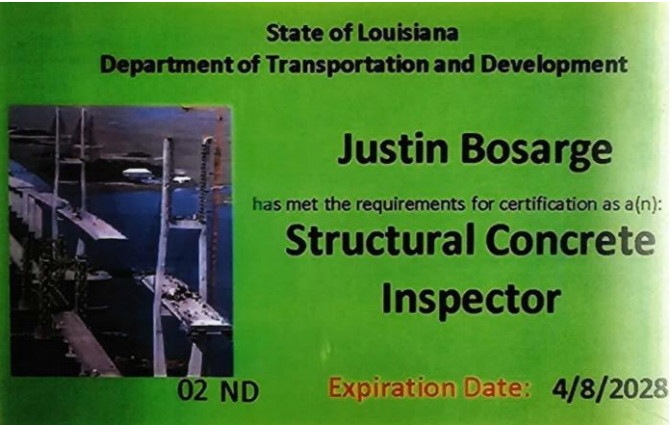 State of Louisiana
Department of Transportation and Development
Justin Bosarge
has met the requirements for certification as a(n):
Structural Concrete
Inspector
02 ND Expiration Date: 4/8/2028